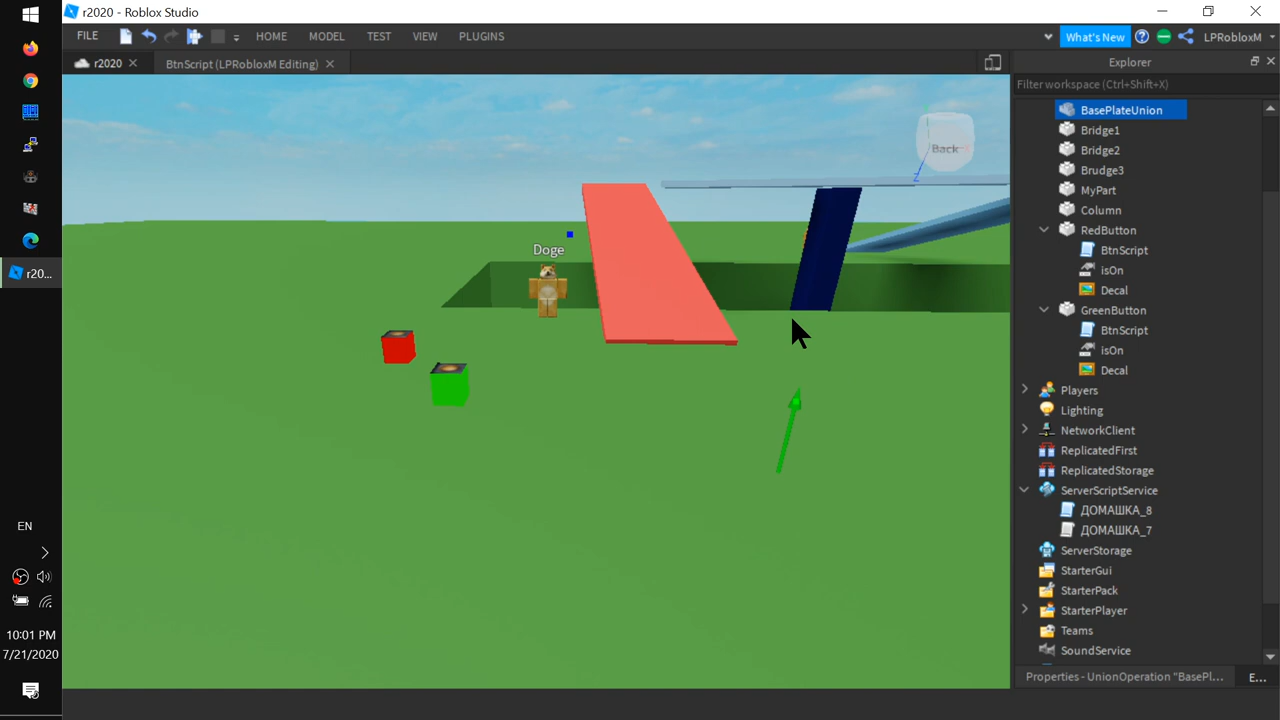 r2020 - Roblox Studio
FILE HOME MODEL TEST VIEW PLUGINS What's New LPRobloxM
r2020 BtnScript (LPRobloxM Editing)
Explorer
Filter workspace (Ctrl+Shift+X)
BasePlateUnion
Bridge1
Bridge2
Brudge3
MyPart
Column
RedButton
BtnScript
isOn
Decal
GreenButton
BtnScript
isOn
Decal
Players
Lighting
NetworkClient
ReplicatedFirst
ReplicatedStorage
ServerScriptService
ДОМАШКА_8
ДОМАШКА_7
ServerStorage
StarterGui
StarterPack
StarterPlayer
Teams
SoundService
Properties - UnionOperation "BasePl... E...
Back
Z
Doge
r20...
EN
10:01 PM
7/21/2020